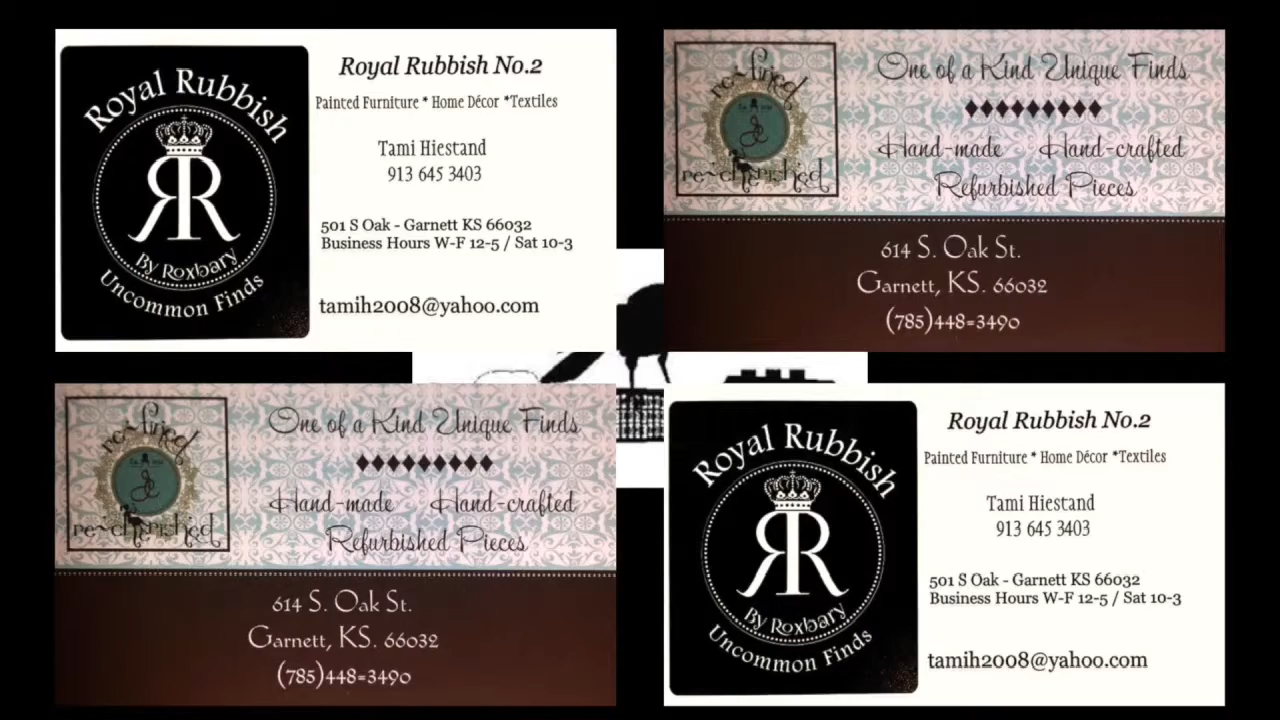 Royal Rubbish
By Roxbary
Uncommon Finds
Royal Rubbish No.2
Painted Furniture * Home Décor *Textiles
Tami Hiestand
913 645 3403
501 S Oak - Garnett KS 66032
Business Hours W-F 12-5 / Sat 10-3
tamih2008@yahoo.com
re-fined
re-cherished
One of a Kind Unique Finds
Hand-made Hand-crafted
Refurbished Pieces
614 S. Oak St.
Garnett, KS. 66032
(785)448=3490
re-fined
re-cherished
One of a Kind Unique Finds
Hand-made Hand-crafted
Refurbished Pieces
614 S. Oak St.
Garnett, KS. 66032
(785)448=3490
Royal Rubbish
By Roxbary
Uncommon Finds
Royal Rubbish No.2
Painted Furniture * Home Décor *Textiles
Tami Hiestand
913 645 3403
501 S Oak - Garnett KS 66032
Business Hours W-F 12-5 / Sat 10-3
tamih2008@yahoo.com